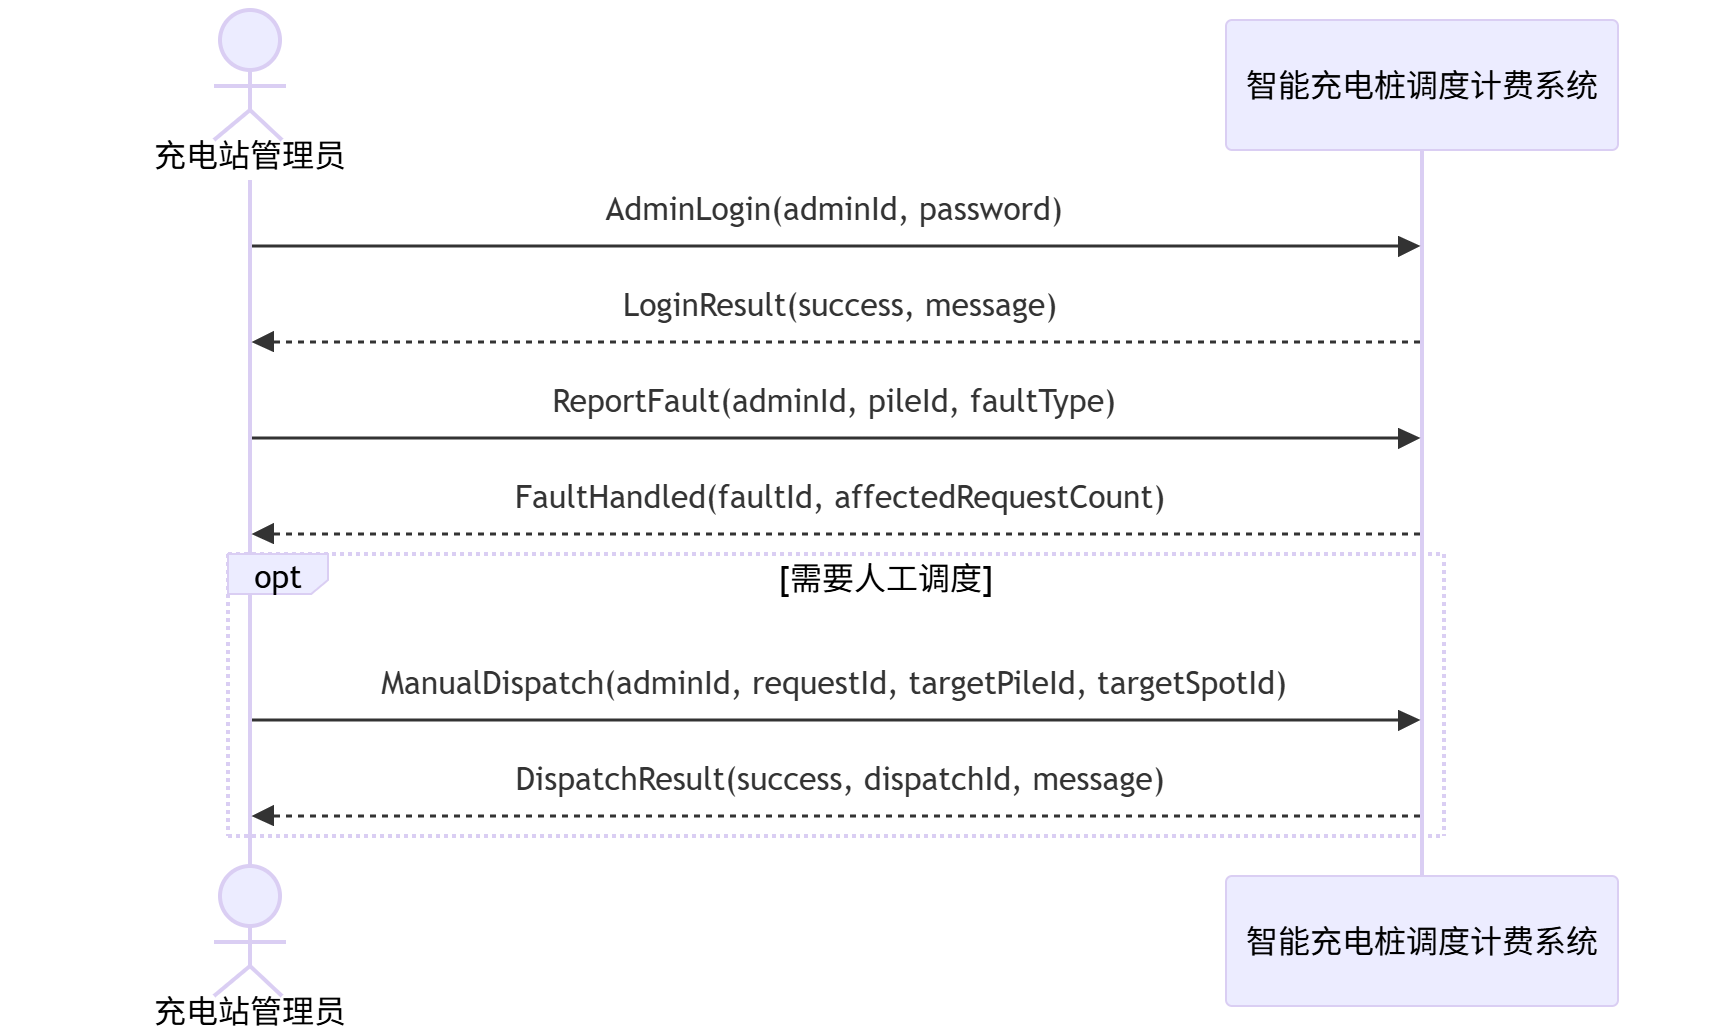 充电站管理员
智能充电桩调度计费系统
AdminLogin(adminId, password)
LoginResult(success, message)
ReportFault(adminId, pileId, faultType)
FaultHandled(faultId, affectedRequestCount)
opt
[需要人工调度]
ManualDispatch(adminId, requestId, targetPileId, targetSpotId)
DispatchResult(success, dispatchId, message)
充电站管理员
智能充电桩调度计费系统